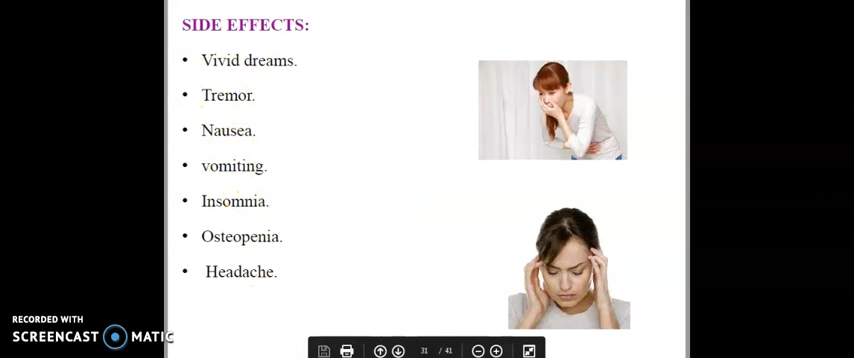 SIDE EFFECTS:
• Vivid dreams.
• Tremor.
• Nausea.
• vomiting.
• Insomnia.
• Osteopenia.
• Headache.
RECORDED WITH
SCREENCAST MATIC
31 / 41